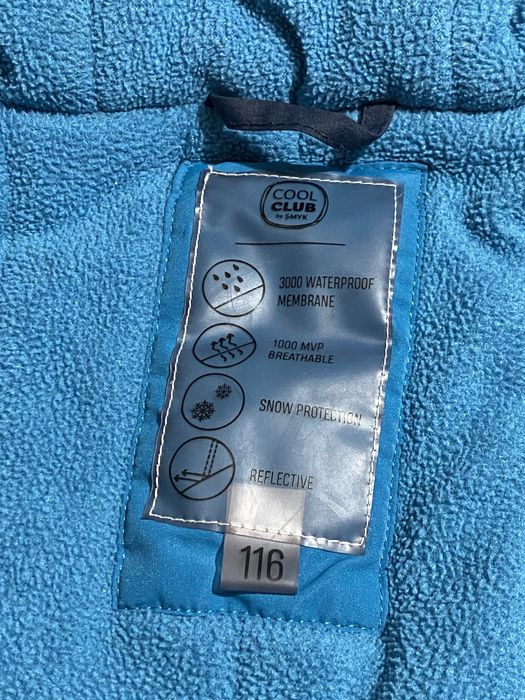 COOL
CLUB
by SMYK
3000 WATERPROOF
MEMBRANE
1000 MVP
BREATHABLE
SNOW PROTECTION
REFLECTIVE
116